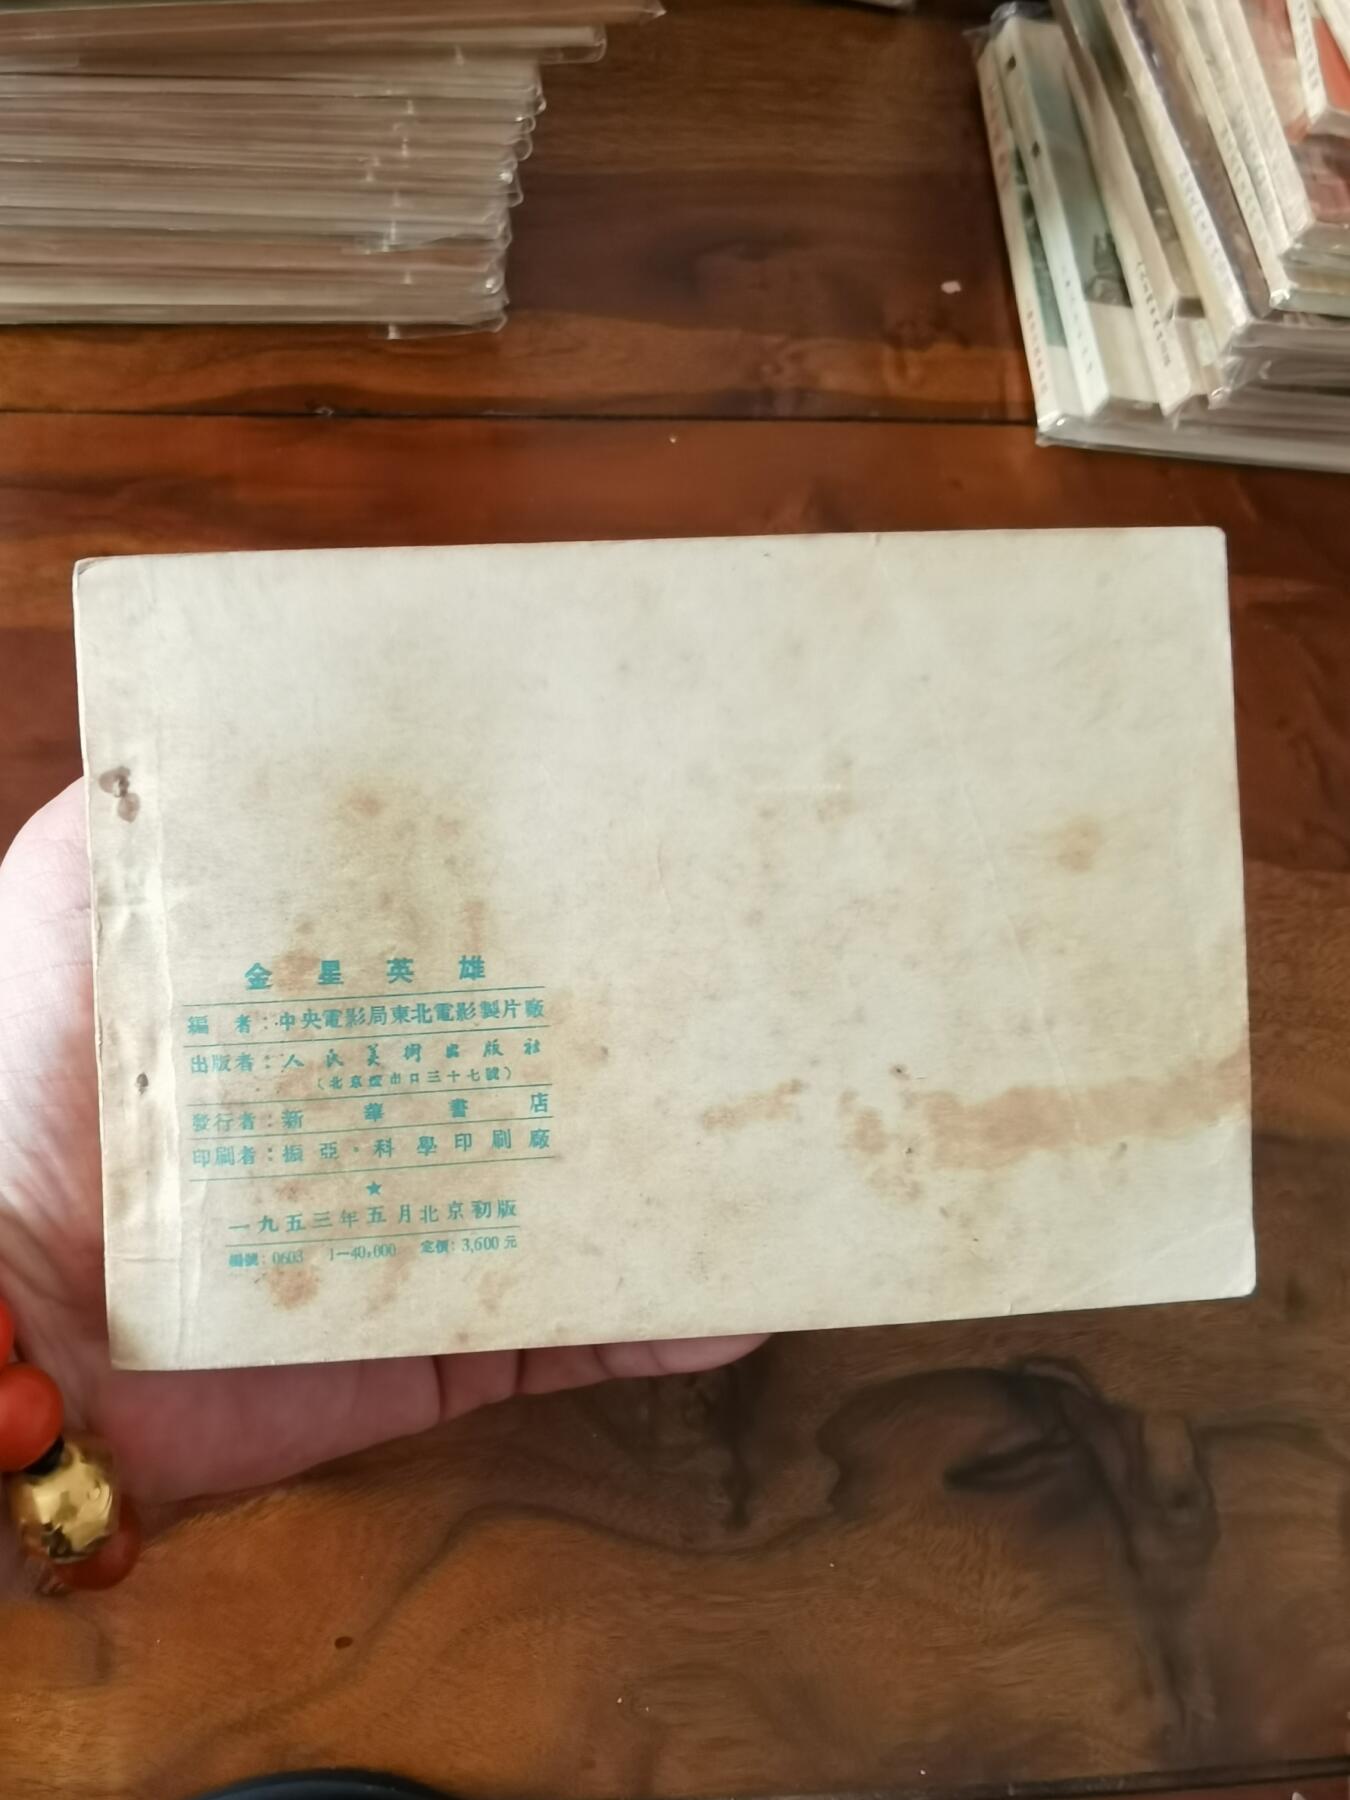 金星英雄
編者：中央電影局東北電影製片廠
出版者：人民美術出版社
（北京燈市口三十七號）
發行者：新華書店
印刷者：振亞·科學印刷廠
★
一九五三年五月北京初版
編號：0603 1—40,000 定價：3,600元